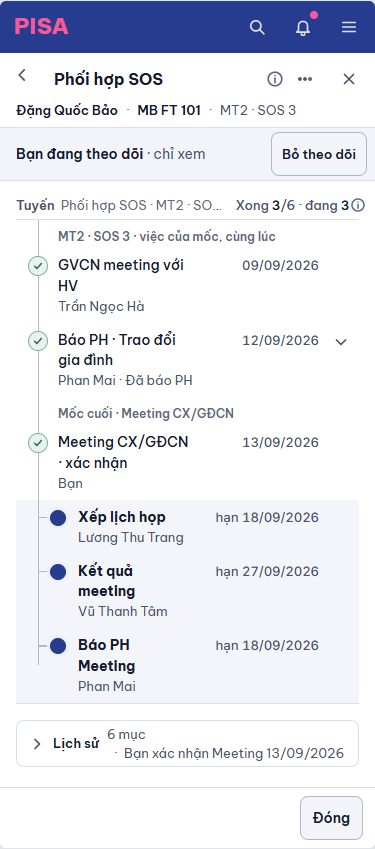 PISA
Phối hợp SOS
Đặng Quốc Bảo · MB FT 101 · MT2 · SOS 3
Bạn đang theo dõi · chỉ xem
Bỏ theo dõi
Tuyến Phối hợp SOS · MT2 · SO... Xong 3/6 · đang 3
MT2 · SOS 3 · việc của mốc, cùng lúc
GVCN meeting với 09/09/2026
HV
Trần Ngọc Hà
Báo PH · Trao đổi 12/09/2026
gia đình
Phan Mai · Đã báo PH
Mốc cuối · Meeting CX/GĐCN
Meeting CX/GĐCN 13/09/2026
· xác nhận
Bạn
Xếp lịch họp hạn 18/09/2026
Lương Thu Trang
Kết quả hạn 27/09/2026
meeting
Vũ Thanh Tâm
Báo PH hạn 18/09/2026
Meeting
Phan Mai
Lịch sử 6 mục
· Bạn xác nhận Meeting 13/09/2026
Đóng